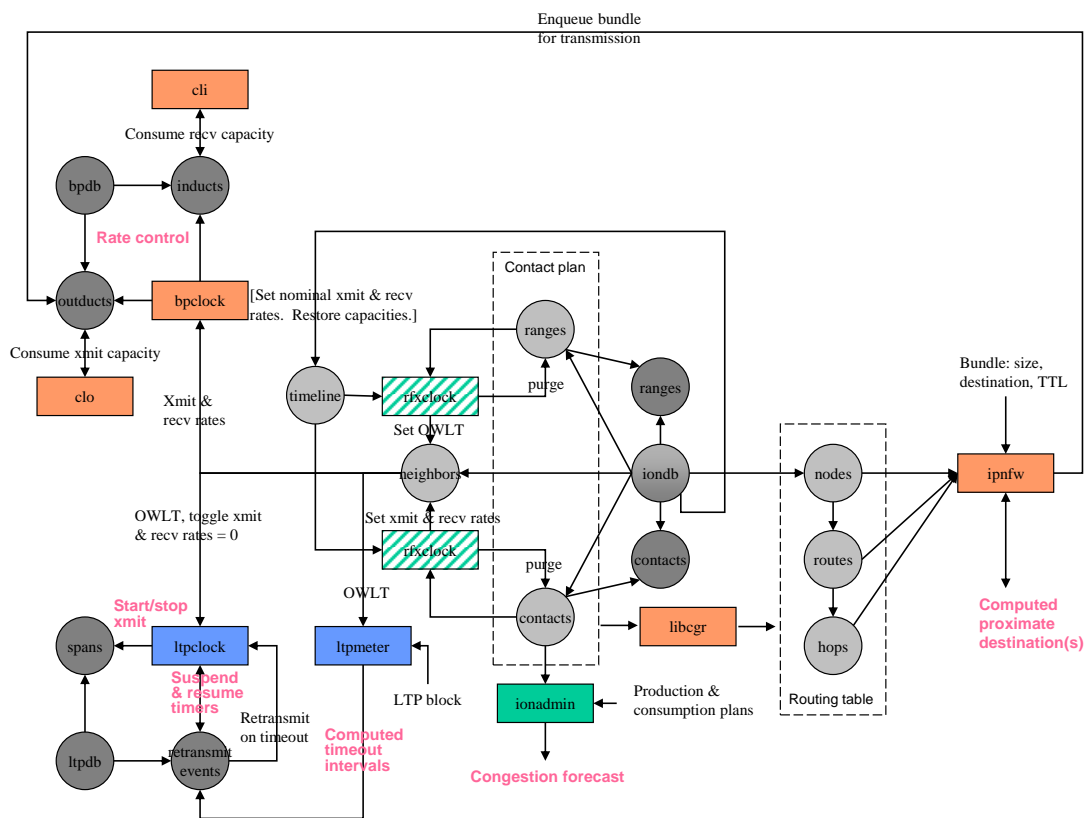 Enqueue bundle
for transmission
cli
Consume recv capacity
bpdb
inducts
Rate control
Contact plan
outducts
bpclock
[Set nominal xmit & recv
rates.  Restore capacities.]
ranges
Consume xmit capacity
Bundle: size,
destination, TTL
clo
Xmit &
recv rates
timeline
rfxclock
purge
ranges
Set OWLT
neighbors
iondb
nodes
ipnfw
OWLT, toggle xmit
& recv rates = 0
Set xmit & recv rates
rfxclock
purge
contacts
routes
OWLT
Start/stop
xmit
contacts
libcgr
Computed
proximate
destination(s)
spans
ltpclock
ltpmeter
hops
Suspend
& resume
timers
LTP block
ionadmin
Production &
consumption plans
Routing table
Retransmit
on timeout
Computed
timeout
intervals
ltpdb
retransmit
events
Congestion forecast